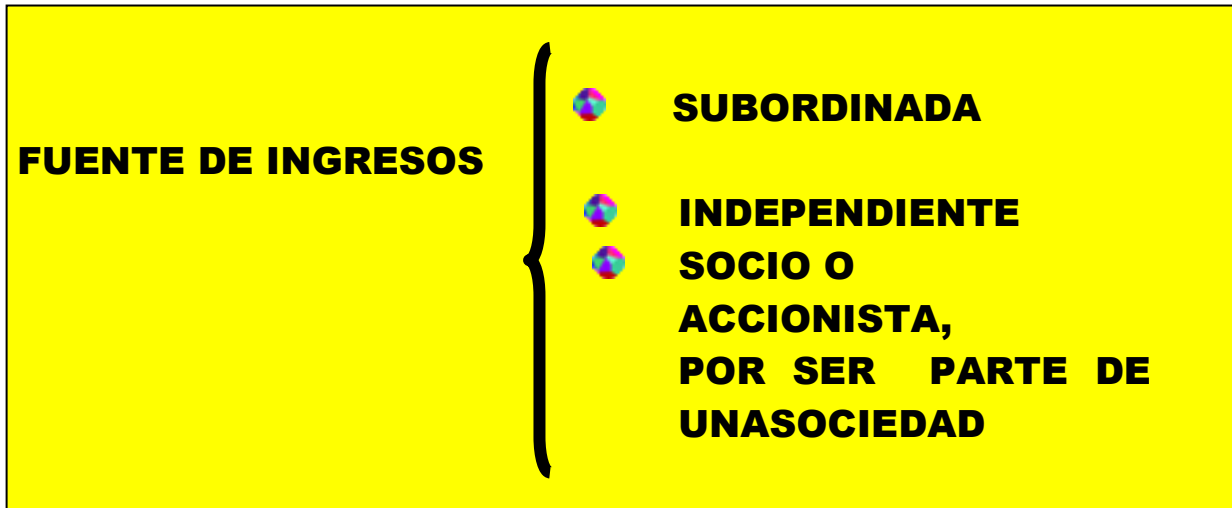 FUENTE DE INGRESOS
SUBORDINADA
INDEPENDIENTE
SOCIO O
ACCIONISTA,
POR SER PARTE DE
UNASOCIEDAD